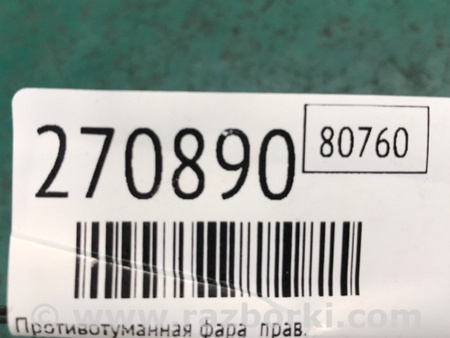 270890
80760
Противотуманная фара прав.
© www.razborki.com